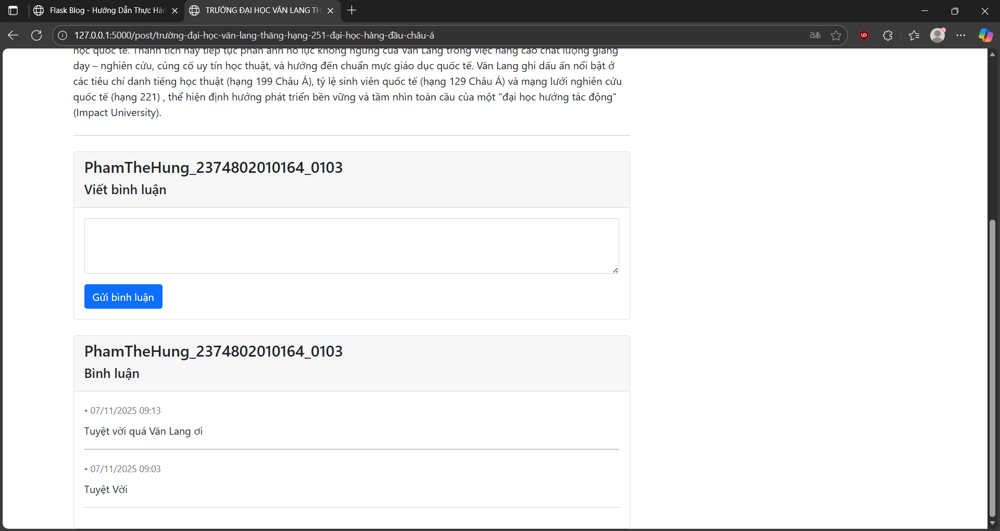 Flask Blog - Hướng Dẫn Thực Hàn
TRƯỜNG ĐẠI HỌC VĂN LANG TH
127.0.0.1:5000/post/trường-đại-học-văn-lang-thăng-hạng-251-đại-học-hàng-đầu-châu-á
học quốc tế. Thành tích này tiếp tục phản ánh nỗ lực không ngừng của Văn Lang trong việc nâng cao chất lượng giảng
dạy – nghiên cứu, củng cố uy tín học thuật, và hướng đến chuẩn mực giáo dục quốc tế. Văn Lang ghi dấu ấn nổi bật ở
các tiêu chí danh tiếng học thuật (hạng 199 Châu Á), tỷ lệ sinh viên quốc tế (hạng 129 Châu Á) và mạng lưới nghiên cứu
quốc tế (hạng 221) , thể hiện định hướng phát triển bền vững và tầm nhìn toàn cầu của một “đại học hướng tác động”
(Impact University).
PhamTheHung_2374802010164_0103
Viết bình luận
Gửi bình luận
PhamTheHung_2374802010164_0103
Bình luận
• 07/11/2025 09:13
Tuyệt vời quá Văn Lang ơi
• 07/11/2025 09:03
Tuyệt Vời